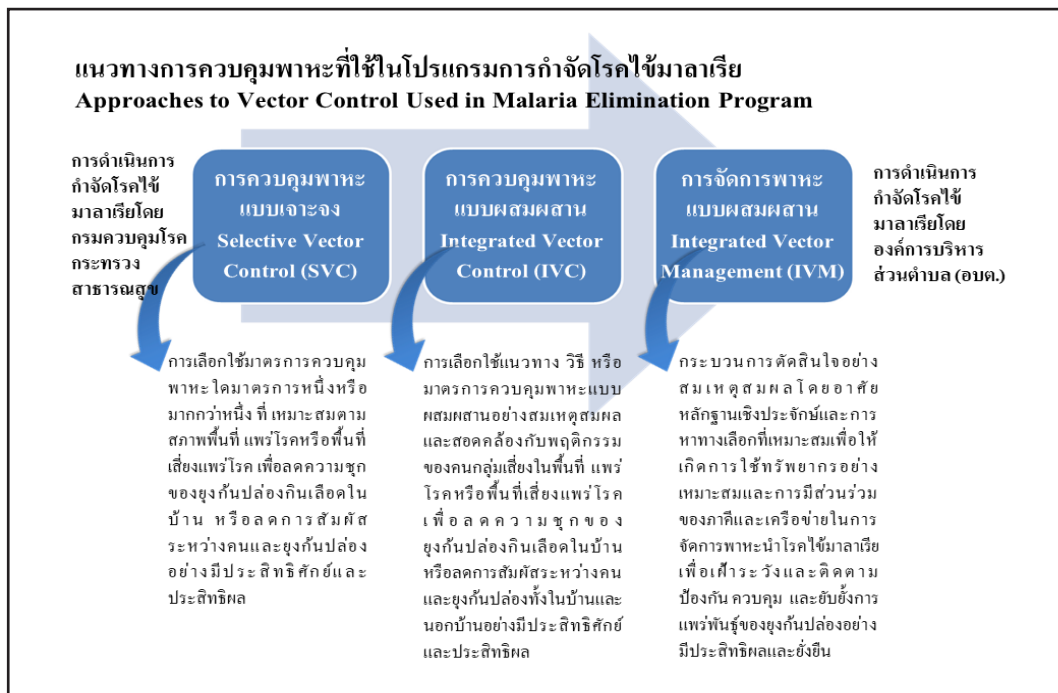 แนวทางการควบคุมพาหะที่ใช้ในโปรแกรมการกำจัดโรคไข้มาลาเรีย
Approaches to Vector Control Used in Malaria Elimination Program
การดำเนินการ
กำจัดโรคไข้
มาลาเรียโดย
กรมควบคุมโรค
กระทรวง
สาธารณสุข
การควบคุมพาหะ
แบบเจาะจง
Selective Vector
Control (SVC)
การควบคุมพาหะ
แบบผสมผสาน
Integrated Vector
Control (IVC)
การจัดการพาหะ
แบบผสมผสาน
Integrated Vector
Management (IVM)
การดำเนินการ
กำจัดโรคไข้
มาลาเรียโดย
องค์การบริหาร
ส่วนตำบล (อบต.)
การเลือกใช้มาตรการควบคุม
พาหะใดมาตรการหนึ่งหรือ
มากกว่าหนึ่ง ที่ เหมาะสมตาม
สภาพพื้นที่ แพร่โรคหรือพื้นที่
เสี่ยงแพร่โรค เพื่อลดความชุก
ของยุงก้นปล่องกินเลือดใน
บ้าน หรือลดการสัมผัส
ระหว่างคนและยุงก้นปล่อง
อย่างมีประสิทธิศักย์และ
ประสิทธิผล
การเลือกใช้แนวทาง วิธี หรือ
มาตรการควบคุมพาหะแบบ
ผสมผสานอย่างสมเหตุสมผล
และสอดคล้องกับพฤติกรรม
ของคนกลุ่มเสี่ยงในพื้นที่ แพร่
โรคหรือพื้นที่เสี่ยงแพร่โรค
เพื่อลดความชุกของ
ยุงก้นปล่องกินเลือดในบ้าน
หรือลดการสัมผัสระหว่างคน
และยุงก้นปล่องทั้งในบ้านและ
นอกบ้านอย่างมีประสิทธิศักย์
และประสิทธิผล
กระบวนการตัดสินใจอย่าง
สมเหตุสมผลโดยอาศัย
หลักฐานเชิงประจักษ์และการ
หาทางเลือกที่เหมาะสมเพื่อให้
เกิดการใช้ทรัพยากรอย่าง
เหมาะสมและการมีส่วนร่วม
ของภาคีและเครือข่ายในการ
จัดการพาหะนำโรคไข้มาลาเรีย
เพื่อเฝ้าระวังและติดตาม
ป้องกัน ควบคุม และยับยั้งการ
แพร่พันธุ์ของยุงก้นปล่องอย่าง
มีประสิทธิผลและยั่งยืน